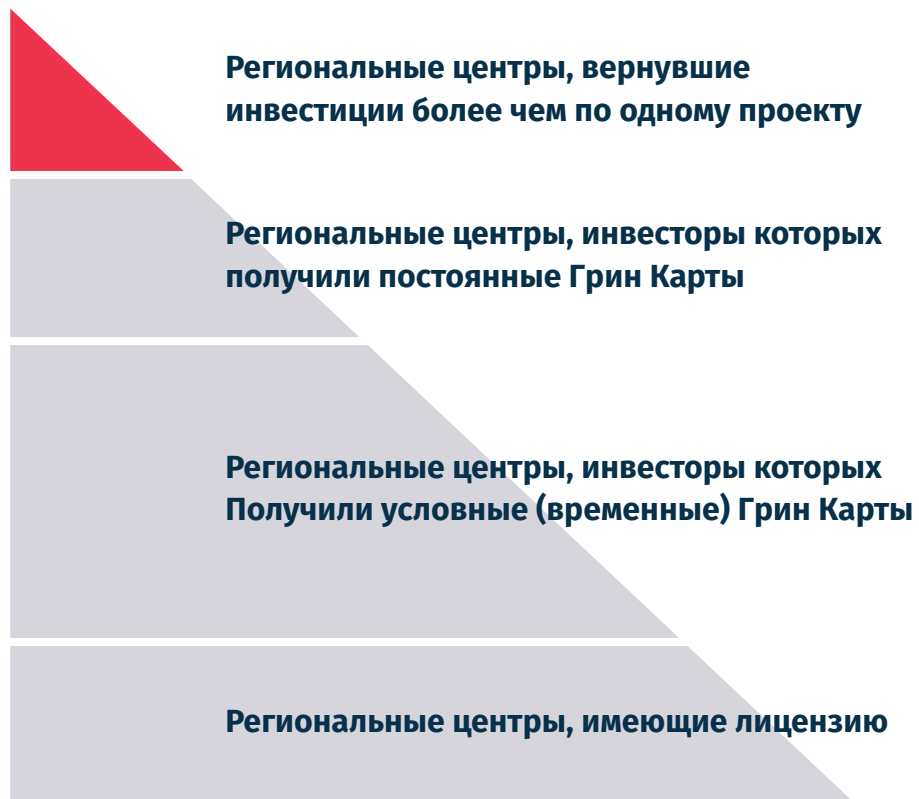 Региональные центры, вернувшие
инвестиции более чем по одному проекту
Региональные центры, инвесторы которых
получили постоянные Грин Карты
Региональные центры, инвесторы которых
Получили условные (временные) Грин Карты
Региональные центры, имеющие лицензию